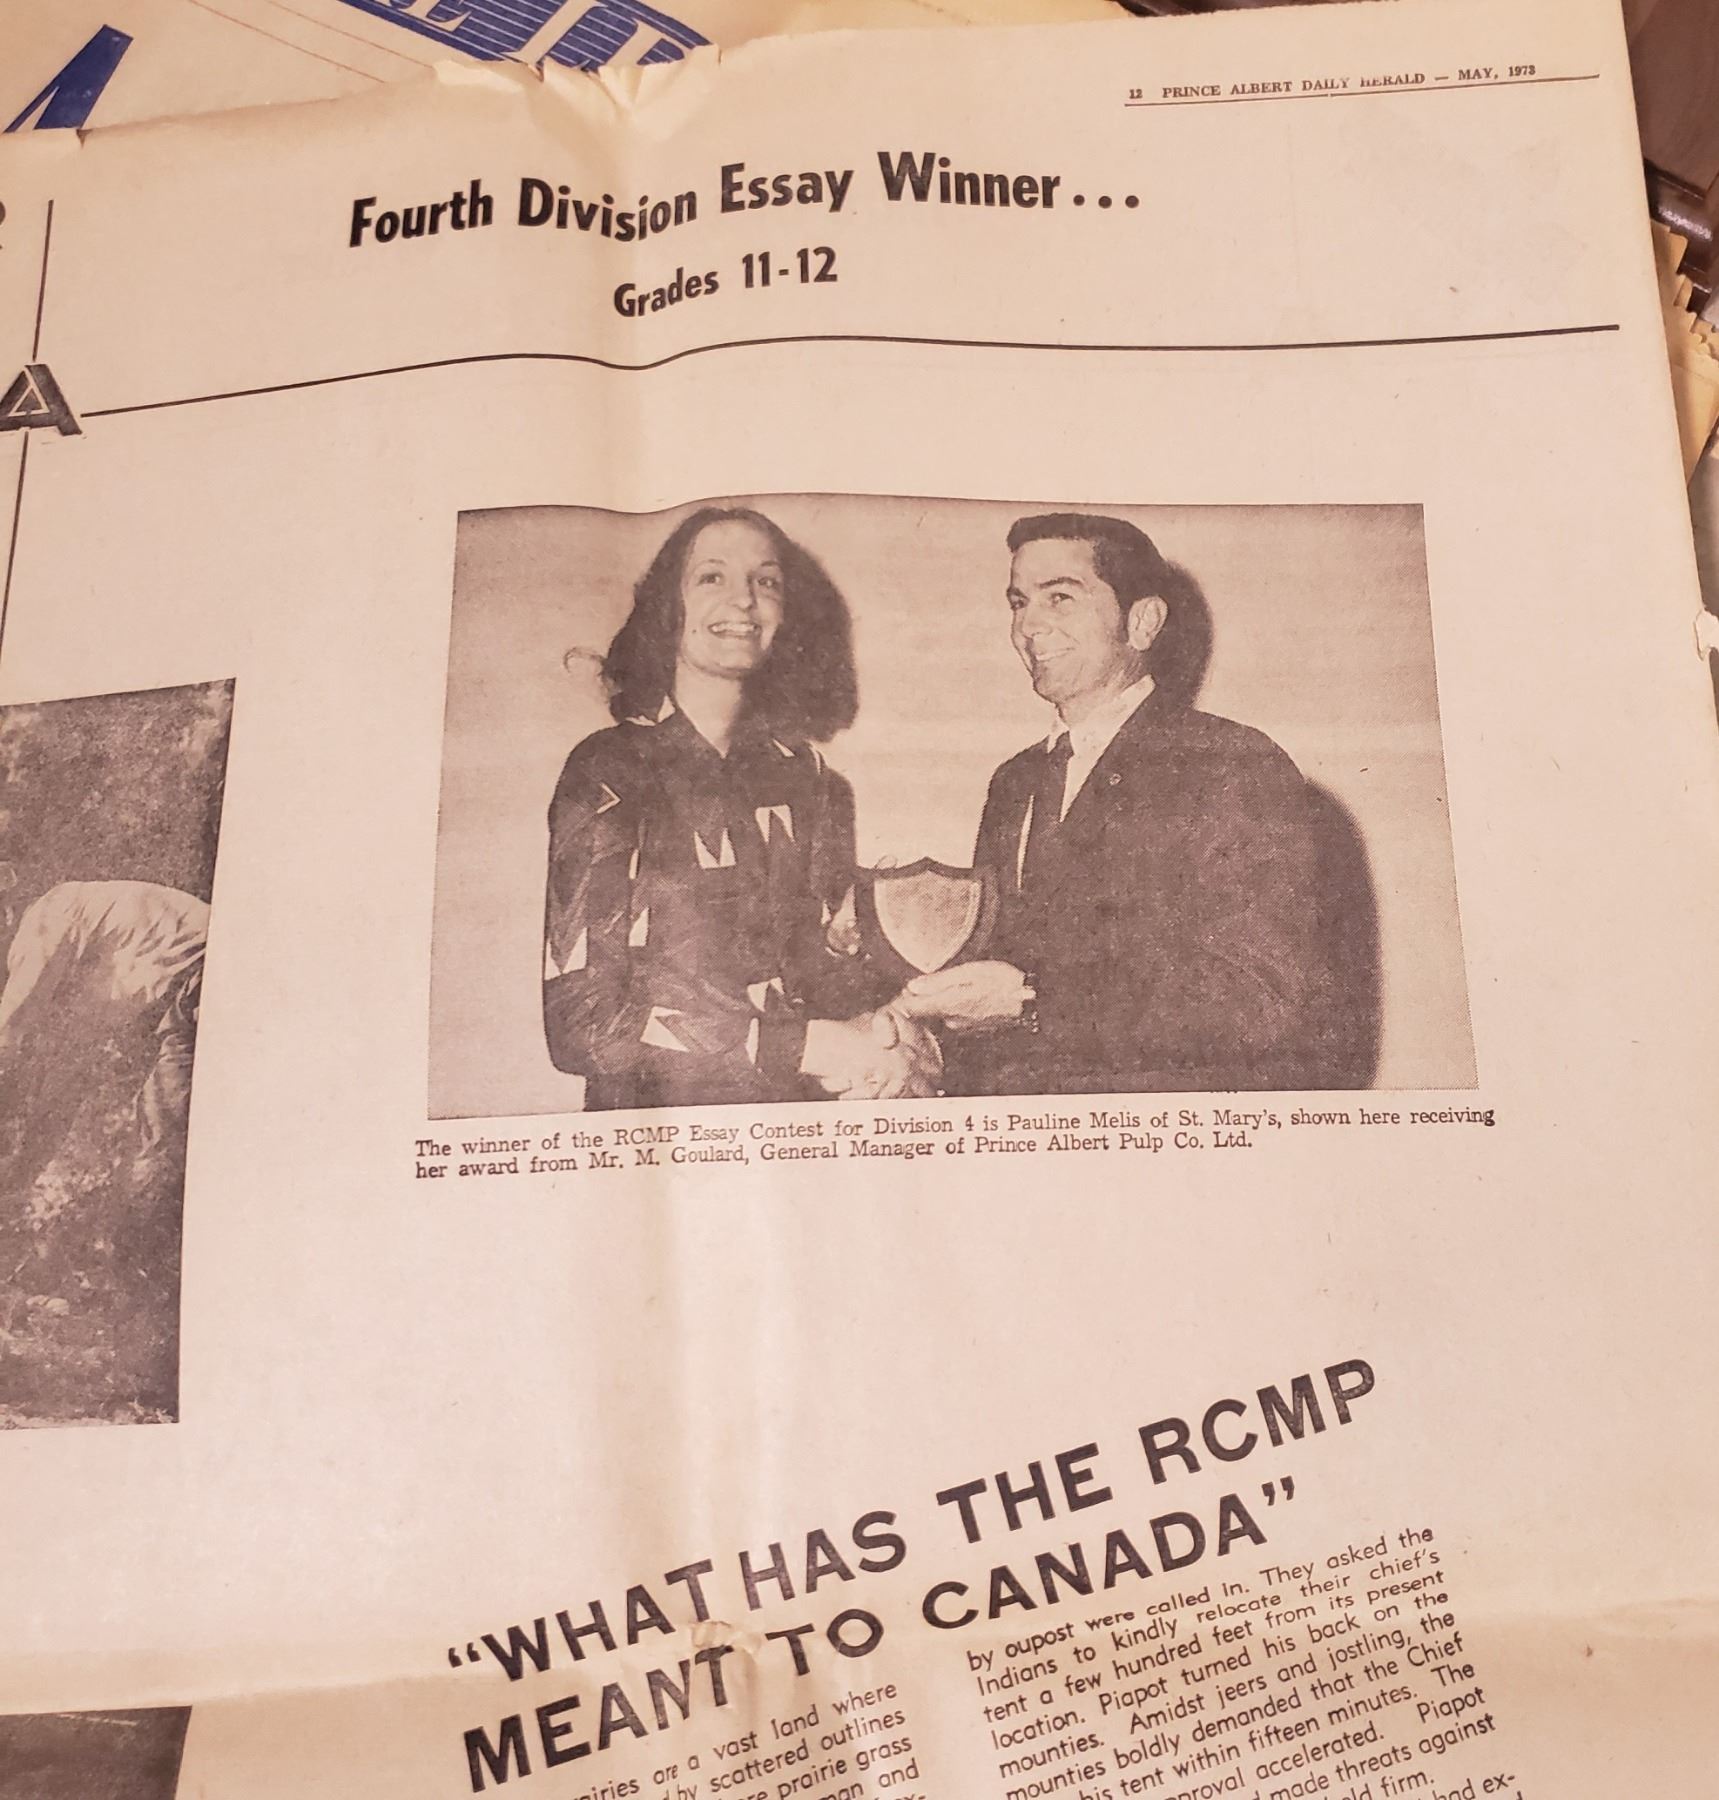 12 PRINCE ALBERT DAILY HERALD — MAY, 1973
Fourth Division Essay Winner...
Grades 11-12
A
The winner of the RCMP Essay Contest for Division 4 is Pauline Melis of St. Mary's, shown here receiving
her award from Mr. M. Goulard, General Manager of Prince Albert Pulp Co. Ltd.
“WHAT HAS THE RCMP
MEANT TO CANADA”
are a vast land where
by scattered outlines
prairie grass
and
by oupost were called in. They asked the
Indians to kindly relocate their chief's
tent a few hundred feet from its present
location. Piapot turned his back on the
mounties. Amidst jeers and jostling, the
mounties boldly demanded that the Chief
his tent within fifteen minutes. The
accelerated. Piapot
made threats against
firm.
had ex-